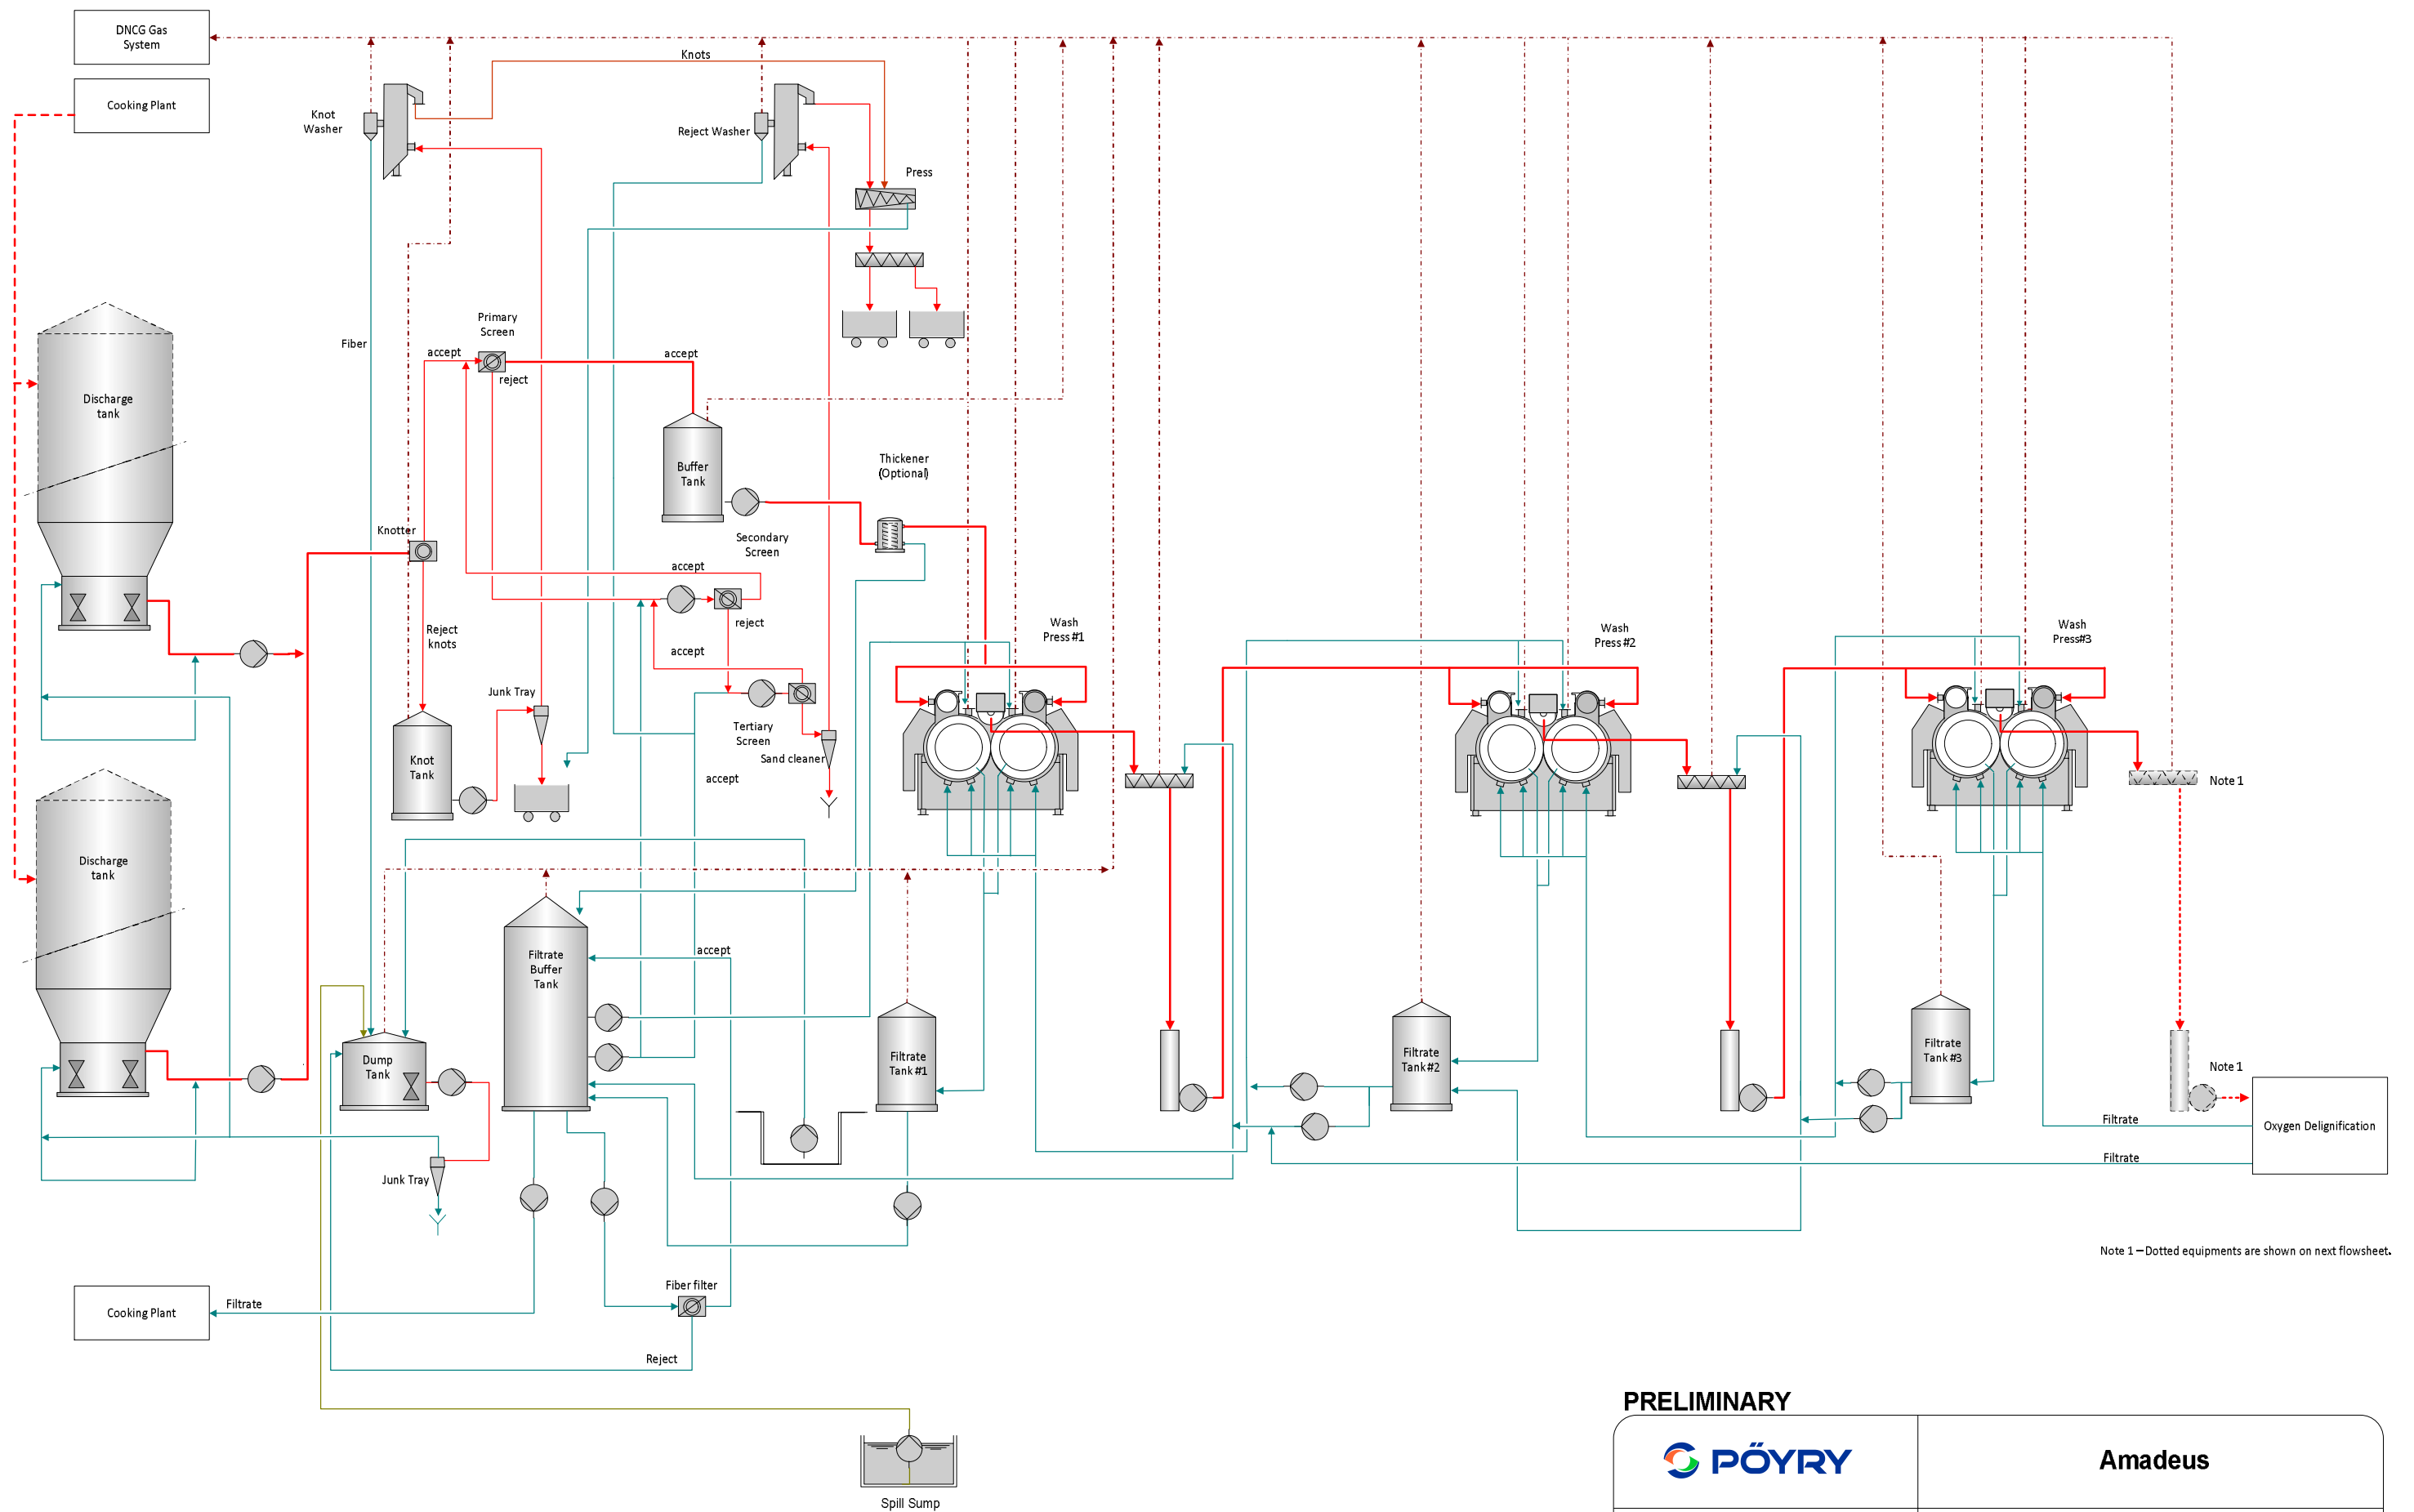 DNCG Gas
System
Cooking Plant
Knots
Knot
Washer
Reject Washer
Press
Primary
Screen
Fiber
accept
accept
reject
Discharge
tank
Buffer
Tank
Thickener
(Optional)
Knotter
Secondary
Screen
accept
Reject
knots
reject
Wash
Press #1
Wash
Press #2
Wash
Press#3
accept
Junk Tray
Tertiary
Screen
Sand cleaner
Knot
Tank
accept
Note 1
Discharge
tank
accept
Filtrate
Buffer
Tank
Dump
Tank
Filtrate
Tank #1
Filtrate
Tank #2
Filtrate
Tank #3
Note 1
Filtrate
Oxygen Delignification
Filtrate
Junk Tray
Note 1 – Dotted equipments are shown on next flowsheet.
Fiber filter
Filtrate
Cooking Plant
Reject
PRELIMINARY
PÖYRY
Amadeus
Spill Sump